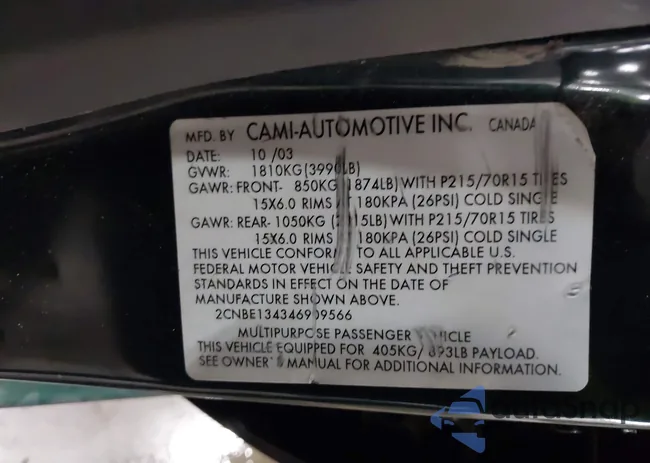 MFD. BY CAMI-AUTOMOTIVE INC. CANADA
DATE: 10 /03
GVWR: 1810KG(3990LB)
GAWR: FRONT- 850KG(1874LB) WITH P215/70R15 TIRES
15X6.0 RIMS AT 180KPA (26PSI) COLD SINGLE
GAWR: REAR- 1050KG (2315LB) WITH P215/70R15 TIRES
15X6.0 RIMS AT 180KPA (26PSI) COLD SINGLE
THIS VEHICLE CONFORMS TO ALL APPLICABLE U.S.
FEDERAL MOTOR VEHICLE SAFETY AND THEFT PREVENTION
STANDARDS IN EFFECT ON THE DATE OF
MANUFACTURE SHOWN ABOVE.
2CNBE134346909566
MULTIPURPOSE PASSENGER VEHICLE
THIS VEHICLE EQUIPPED FOR 405KG/ 893LB PAYLOAD.
SEE OWNER'S MANUAL FOR ADDITIONAL INFORMATION.